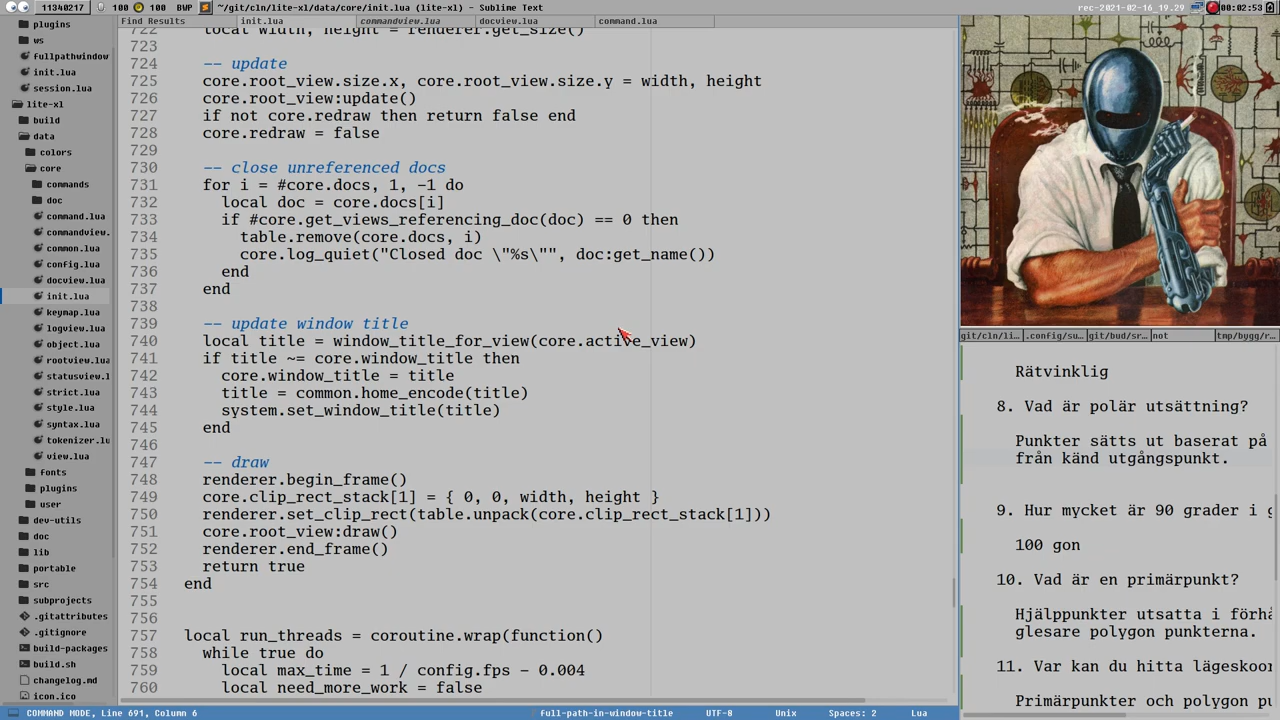 11340217 100 100 BVP ~/git/cln/lite-xl/data/core/init.lua (lite-xl) - Sublime Text rec-2021-02-16_19.29 00:02:53
Find Results init.lua commandview.lua docview.lua command.lua
plugins
ws
fullpathwindow
init.lua
session.lua
lite-xl
build
data
colors
core
commands
doc
command.lua
commandview.
common.lua
config.lua
docview.lua
init.lua
keymap.lua
logview.lua
object.lua
rootview.lua
statusview.l
strict.lua
style.lua
syntax.lua
tokenizer.lu
view.lua
fonts
plugins
user
dev-utils
doc
lib
portable
src
subprojects
.gitattributes
.gitignore
build-packages
build.sh
changelog.md
icon.ico
722 local width, height = renderer.get_size()
723
724 -- update
725 core.root_view.size.x, core.root_view.size.y = width, height
726 core.root_view:update()
727 if not core.redraw then return false end
728 core.redraw = false
729
730 -- close unreferenced docs
731 for i = #core.docs, 1, -1 do
732 local doc = core.docs[i]
733 if #core.get_views_referencing_doc(doc) == 0 then
734 table.remove(core.docs, i)
735 core.log_quiet("Closed doc \"%s\"", doc:get_name())
736 end
737 end
738
739 -- update window title
740 local title = window_title_for_view(core.active_view)
741 if title ~= core.window_title then
742 core.window_title = title
743 title = common.home_encode(title)
744 system.set_window_title(title)
745 end
746
747 -- draw
748 renderer.begin_frame()
749 core.clip_rect_stack[1] = { 0, 0, width, height }
750 renderer.set_clip_rect(table.unpack(core.clip_rect_stack[1]))
751 core.root_view:draw()
752 renderer.end_frame()
753 return true
754 end
755
756
757 local run_threads = coroutine.wrap(function()
758 while true do
759 local max_time = 1 / config.fps - 0.004
760 local need_more_work = false
git/cln/li… .config/su… git/bud/sr… not tmp/bygg/r…
Rätvinklig
8. Vad är polär utsättning?
Punkter sätts ut baserat på
från känd utgångspunkt.
9. Hur mycket är 90 grader i g
100 gon
10. Vad är en primärpunkt?
Hjälppunkter utsatta i förhå
glesare polygon punkterna.
11. Var kan du hitta lägeskoor
Primärpunkter och polygon pu
COMMAND MODE, Line 691, Column 6 full-path-in-window-title UTF-8 Unix Spaces: 2 Lua